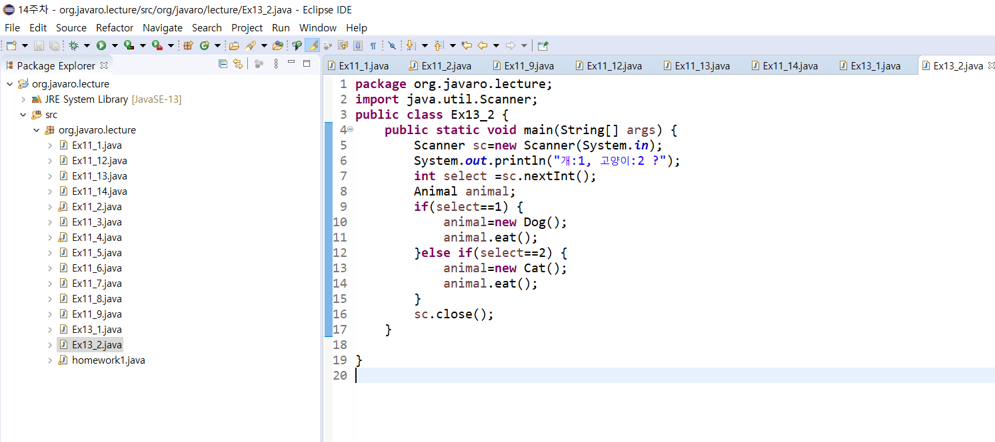 14주차 - org.javaro.lecture/src/org/javaro/lecture/Ex13_2.java - Eclipse IDE
File Edit Source Refactor Navigate Search Project Run Window Help
Package Explorer
org.javaro.lecture
JRE System Library [JavaSE-13]
src
org.javaro.lecture
Ex11_1.java
Ex11_12.java
Ex11_13.java
Ex11_14.java
Ex11_2.java
Ex11_3.java
Ex11_4.java
Ex11_5.java
Ex11_6.java
Ex11_7.java
Ex11_8.java
Ex11_9.java
Ex13_1.java
Ex13_2.java
homework1.java
Ex11_1.java Ex11_2.java Ex11_9.java Ex11_12.java Ex11_13.java Ex11_14.java Ex13_1.java Ex13_2.java
1 package org.javaro.lecture;
2 import java.util.Scanner;
3 public class Ex13_2 {
4 public static void main(String[] args) {
5 Scanner sc=new Scanner(System.in);
6 System.out.println("개:1, 고양이:2 ?");
7 int select =sc.nextInt();
8 Animal animal;
9 if(select==1) {
10 animal=new Dog();
11 animal.eat();
12 }else if(select==2) {
13 animal=new Cat();
14 animal.eat();
15 }
16 sc.close();
17 }
18
19 }
20